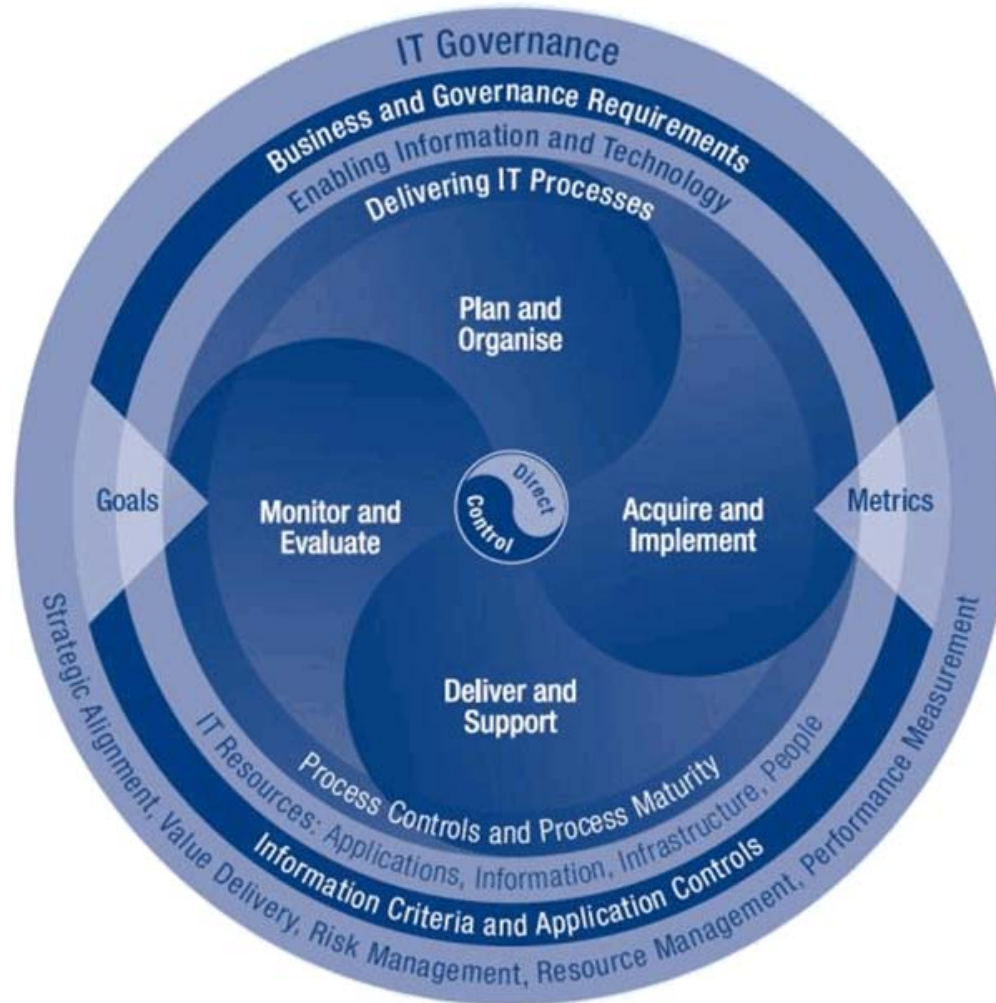 IT Governance
Business and Governance Requirements
Enabling Information and Technology
Delivering IT Processes
Plan and
Organise
Goals
Monitor and
Evaluate
Direct
Control
Acquire and
Implement
Metrics
Deliver and
Support
Process Controls and Process Maturity
IT Resources: Applications, Information, Infrastructure, People
Information Criteria and Application Controls
Strategic Alignment, Value Delivery, Risk Management, Resource Management, Performance Measurement